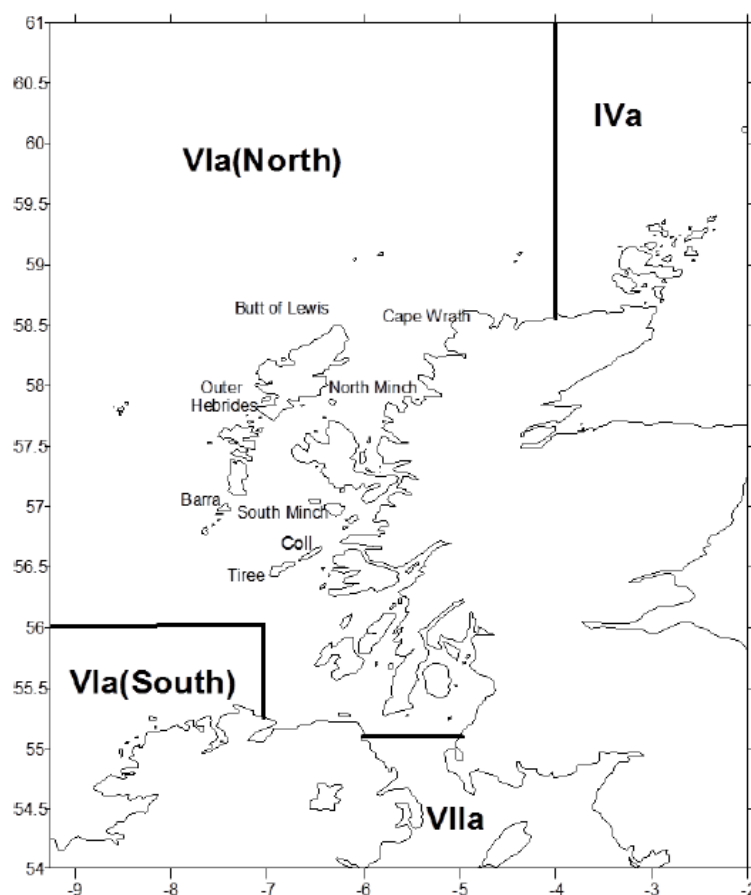 61
60.5
IVa
60
VIa(North)
59.5
59
Butt of Lewis
Cape Wrath
58.5
58
Outer
Hebrides
North Minch
57.5
57
Barra
South Minch
Coll
56.5
Tiree
56
VIa(South)
55.5
55
54.5
VIIa
54
-9 -8 -7 -6 -5 -4 -3 -2